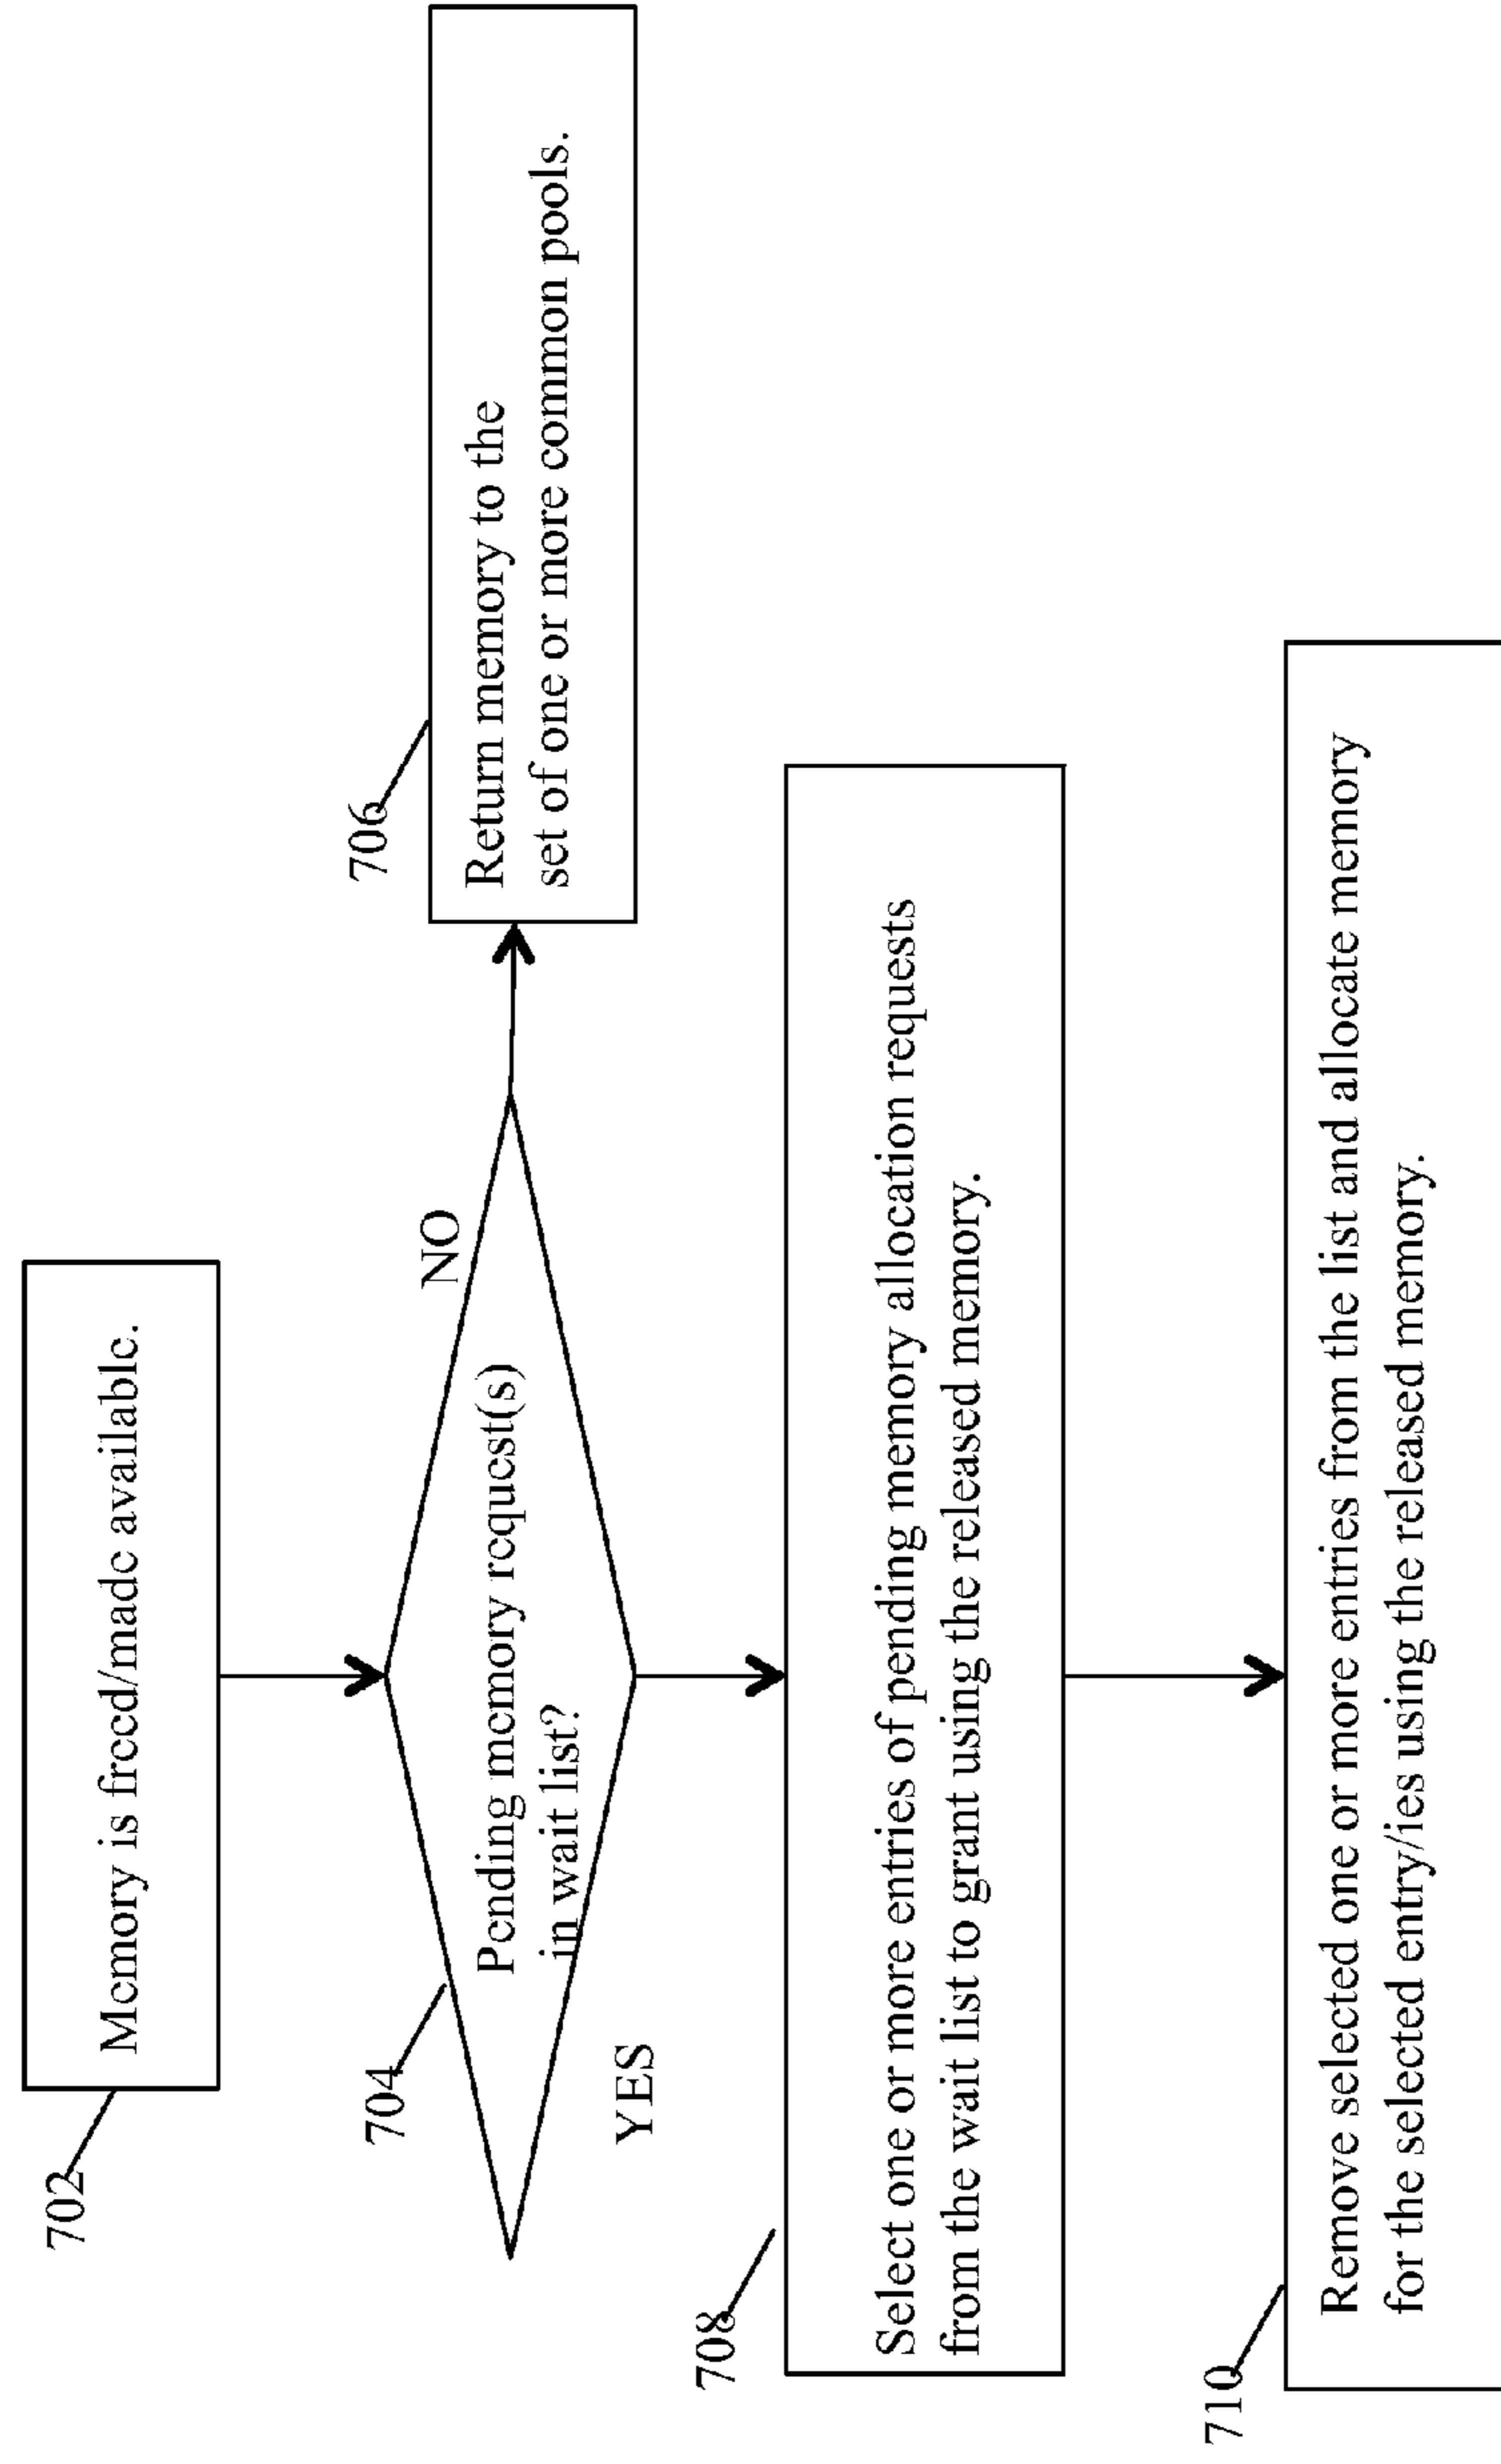 702
Memory is freed/made available.
704
Pending memory request(s)
in wait list?
NO
706
Return memory to the
set of one or more common pools.
YES
708
Select one or more entries of pending memory allocation requests
from the wait list to grant using the released memory.
710
Remove selected one or more entries from the list and allocate memory
for the selected entry/ies using the released memory.